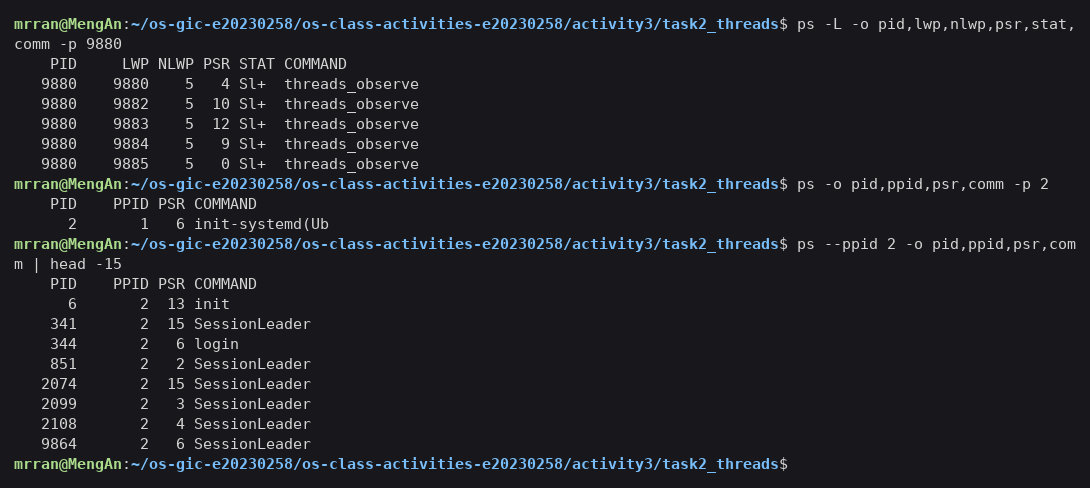 mrran@MengAn:~/os-gic-e20230258/os-class-activities-e20230258/activity3/task2_threads$ ps -L -o pid,lwp,nlwp,psr,stat,
comm -p 9880
    PID     LWP NLWP PSR STAT COMMAND
   9880    9880    5   4 Sl+  threads_observe
   9880    9882    5  10 Sl+  threads_observe
   9880    9883    5  12 Sl+  threads_observe
   9880    9884    5   9 Sl+  threads_observe
   9880    9885    5   0 Sl+  threads_observe
mrran@MengAn:~/os-gic-e20230258/os-class-activities-e20230258/activity3/task2_threads$ ps -o pid,ppid,psr,comm -p 2
    PID    PPID PSR COMMAND
      2       1   6 init-systemd(Ub
mrran@MengAn:~/os-gic-e20230258/os-class-activities-e20230258/activity3/task2_threads$ ps --ppid 2 -o pid,ppid,psr,com
m | head -15
    PID    PPID PSR COMMAND
      6       2  13 init
    341       2  15 SessionLeader
    344       2   6 login
    851       2   2 SessionLeader
   2074       2  15 SessionLeader
   2099       2   3 SessionLeader
   2108       2   4 SessionLeader
   9864       2   6 SessionLeader
mrran@MengAn:~/os-gic-e20230258/os-class-activities-e20230258/activity3/task2_threads$